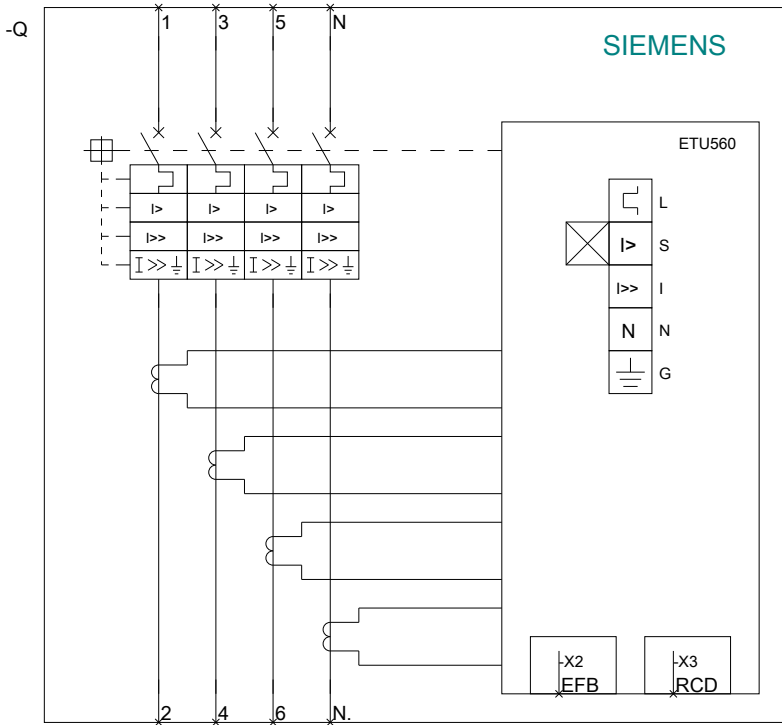 -Q
1 3 5 N
SIEMENS
ETU560
L
I> I> I> I>
I> S
I>> I>> I>> I>>
I>> I
I >> I >> I >> I >>
N N
G
-X2
EFB
-X3
RCD
2 4 6 N.